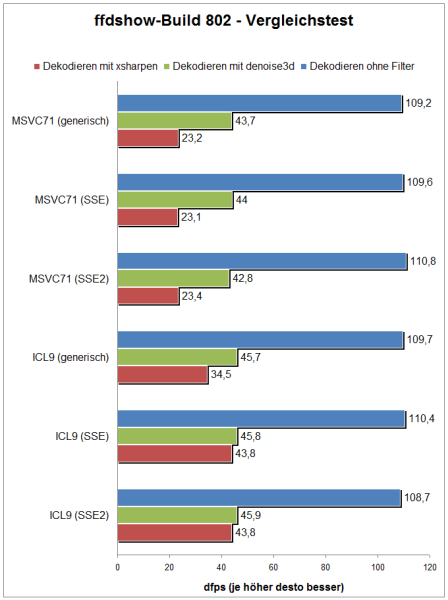 ffdshow-Build 802 - Vergleichstest
Dekodieren mit xsharpen Dekodieren mit denoise3d Dekodieren ohne Filter
109,2
MSVC71 (generisch) 43,7
23,2
109,6
MSVC71 (SSE) 44
23,1
110,8
MSVC71 (SSE2) 42,8
23,4
109,7
ICL9 (generisch) 45,7
34,5
110,4
ICL9 (SSE) 45,8
43,8
108,7
ICL9 (SSE2) 45,9
43,8
0 20 40 60 80 100 120
dfps (je höher desto besser)